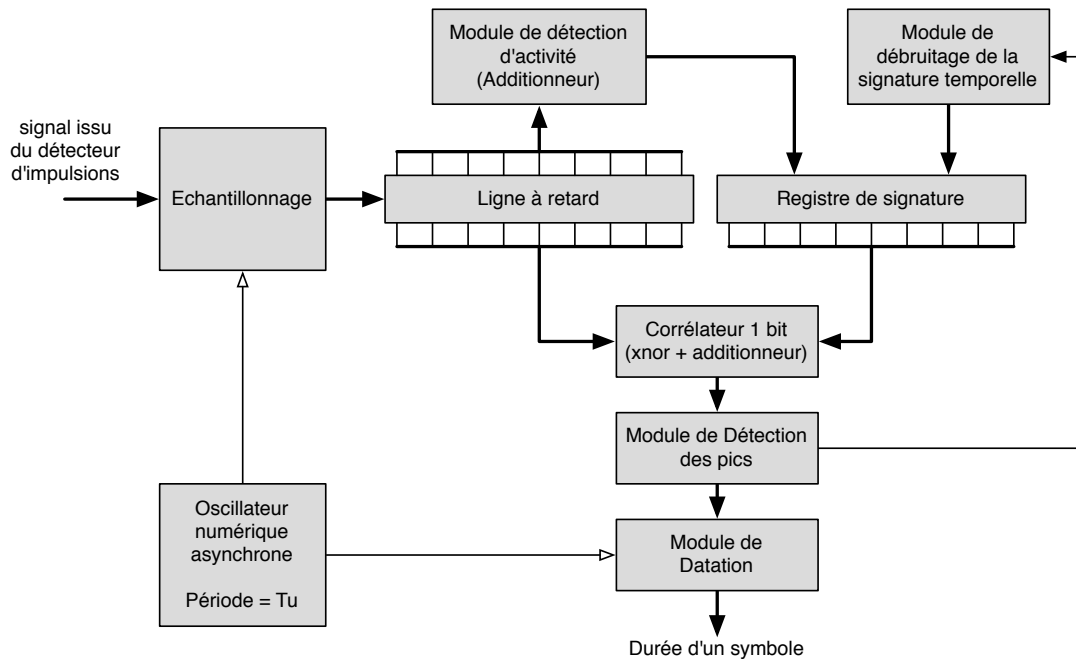 Module de détection
d'activité
(Additionneur)
Module de
débruitage de la
signature temporelle
signal issu
du détecteur
d'impulsions
Echantillonnage
Ligne à retard
Registre de signature
Corrélateur 1 bit
(xnor + additionneur)
Module de Détection
des pics
Oscillateur
numérique
asynchrone
Période = Tu
Module de
Datation
Durée d'un symbole